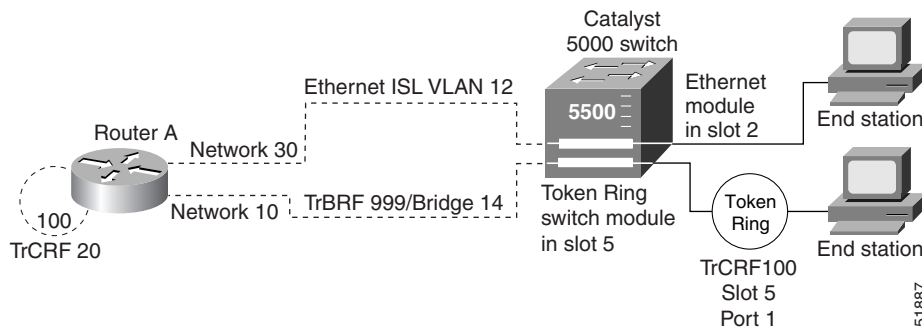 Catalyst
5000 switch
Ethernet ISL VLAN 12
Ethernet
module
in slot 2
5500
End station
Router A
Network 30
Network 10
TrBRF 999/Bridge 14
100
TrCRF 20
Token Ring
switch module
in slot 5
Token
Ring
End station
TrCRF100
Slot 5
Port 1
51887